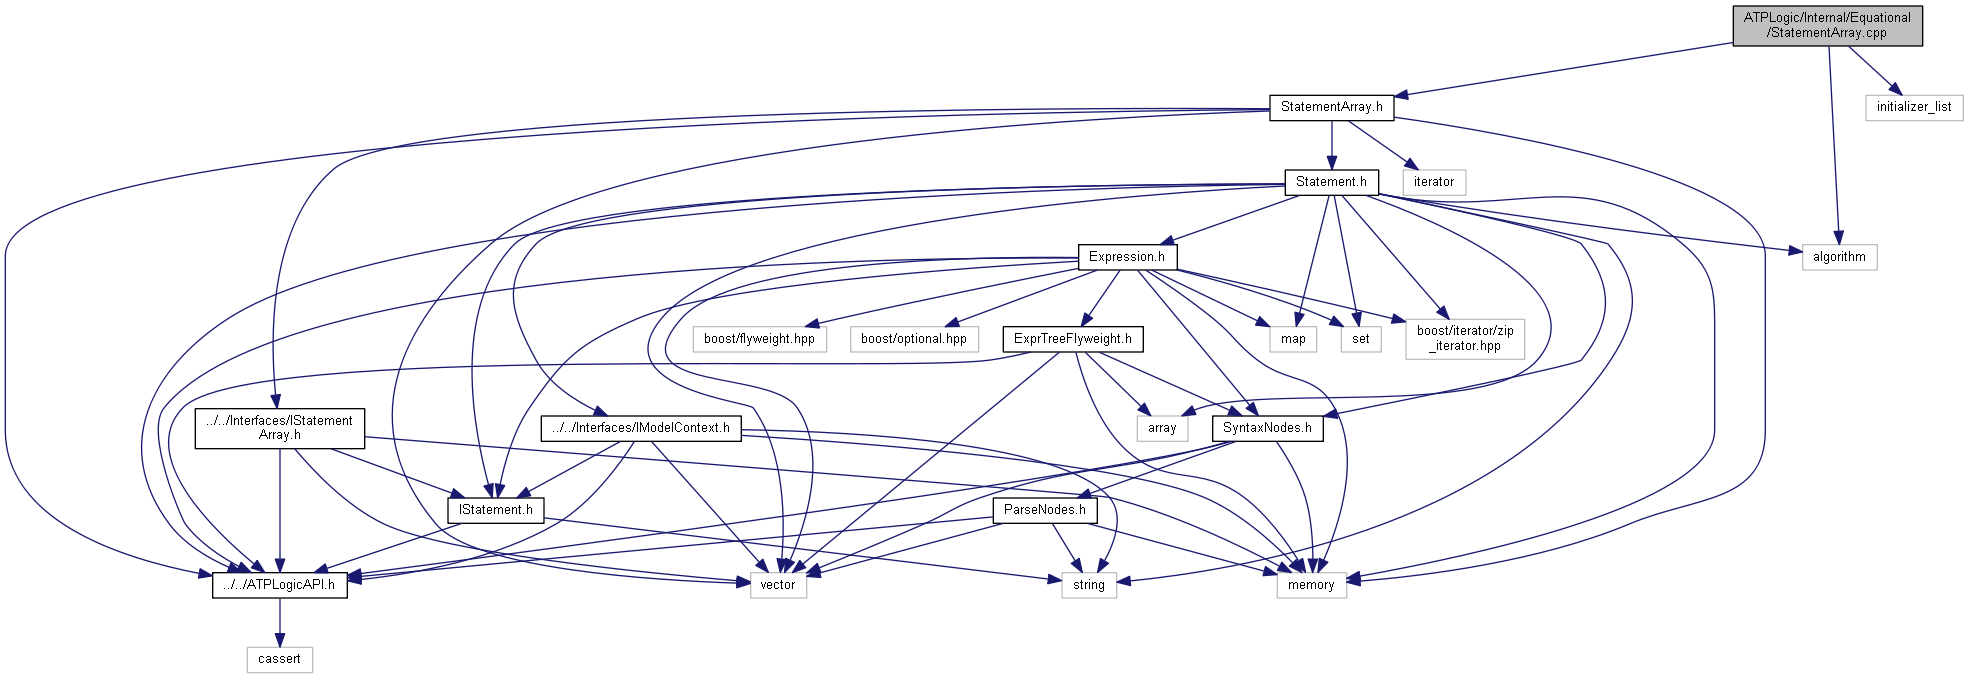 ATPLogic/Internal/Equational
/StatementArray.cpp
StatementArray.h
initializer_list
Statement.h
iterator
Expression.h
algorithm
boost/flyweight.hpp
boost/optional.hpp
ExprTreeFlyweight.h
map
set
boost/iterator/zip
_iterator.hpp
../../Interfaces/IStatement
Array.h
../../Interfaces/IModelContext.h
array
SyntaxNodes.h
IStatement.h
ParseNodes.h
../../ATPLogicAPI.h
vector
string
memory
cassert